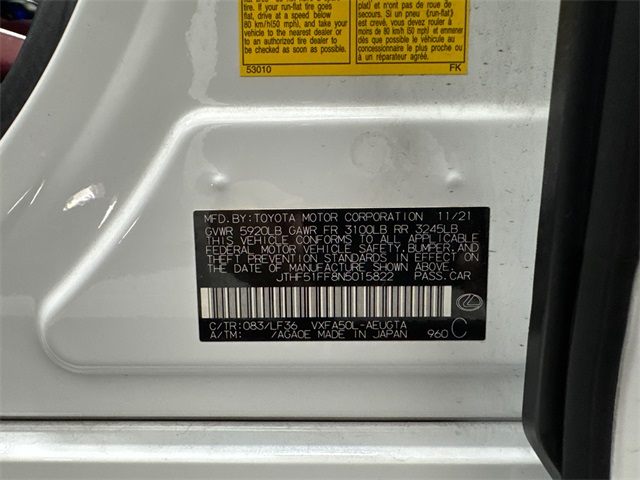 tire. If your run-flat tire goes
flat, drive at a speed below
80 km/h(50 mph), and take your
vehicle to the nearest dealer or
to an authorized tire dealer to
be checked as soon as possible.
53010
plat) et non pas de roue de
secours. Si un pneu {run-flat}
est crevé, vous devez rouler à
moins de 80 km/h(50 mph),
et emmener dès que possible au
concessionnaire le plus proche ou
à un réparateur agréé.
FK
MFD.BY:TOYOTA MOTOR CORPORATION 11/21
GVWR 5920LB GAWR FR 3100LB RR 3245LB
THIS VEHICLE CONFORMS TO ALL APPLICABLE
FEDERAL MOTOR VEHICLE SAFETY, BUMPER, AND
THEFT PREVENTION STANDARDS IN EFFECT ON
THE DATE OF MANUFACTURE SHOWN ABOVE.
JTHF51FF8N5015822 PASS.CAR
C/TR:083/LF36 VXFA50L-AEUGTA
A/TM: /AGA0E MADE IN JAPAN 960 C